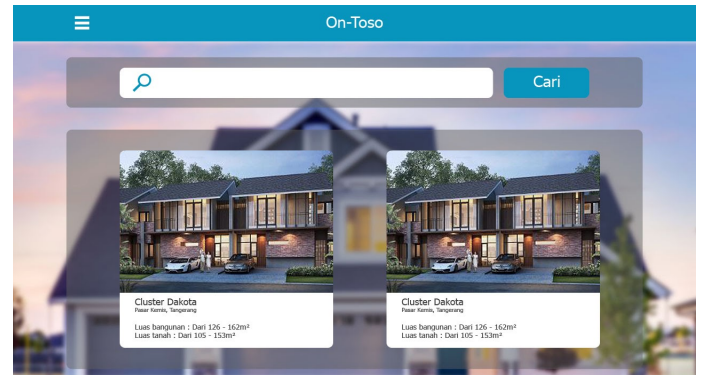 On-Toso
Cari
Cluster Dakota
Pasar Kemis, Tangerang
Luas bangunan : Dari 126 - 162m²
Luas tanah : Dari 105 - 153m²
Cluster Dakota
Pasar Kemis, Tangerang
Luas bangunan : Dari 126 - 162m²
Luas tanah : Dari 105 - 153m²